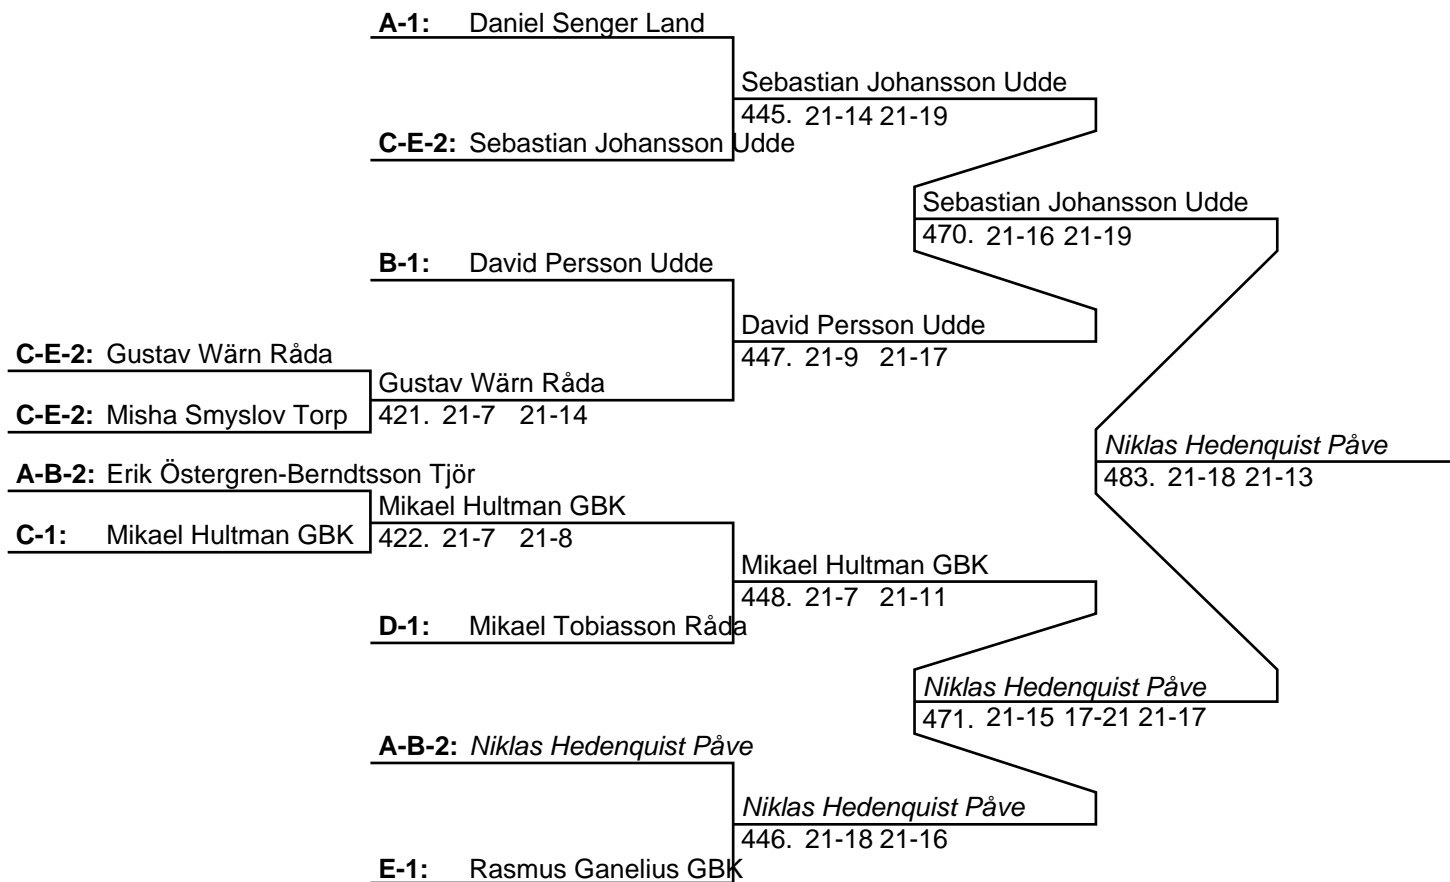 A-1: Daniel Senger Land
Sebastian Johansson Udde
445. 21-14 21-19
C-E-2: Sebastian Johansson Udde
Sebastian Johansson Udde
470. 21-16 21-19
B-1: David Persson Udde
David Persson Udde
447. 21-9 21-17
C-E-2: Gustav Wärn Råda
Gustav Wärn Råda
421. 21-7 21-14
C-E-2: Misha Smyslov Torp
Niklas Hedenquist Påve
483. 21-18 21-13
A-B-2: Erik Östergren-Berndtsson Tjör
Mikael Hultman GBK
422. 21-7 21-8
C-1: Mikael Hultman GBK
Mikael Hultman GBK
448. 21-7 21-11
D-1: Mikael Tobiasson Råda
Niklas Hedenquist Påve
471. 21-15 17-21 21-17
A-B-2: Niklas Hedenquist Påve
Niklas Hedenquist Påve
446. 21-18 21-16
E-1: Rasmus Ganelius GBK